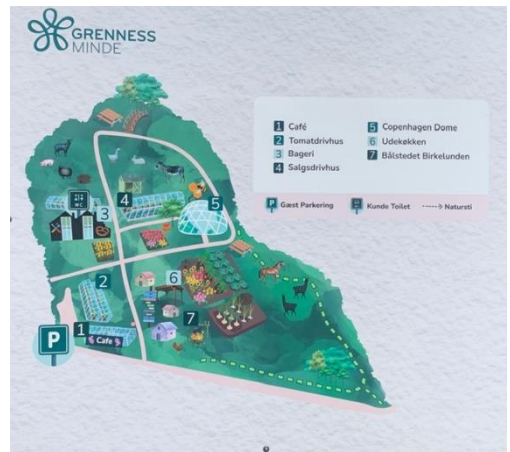 GRENNESS
MINDE
1 Café
2 Tomatdrivhus
3 Bageri
4 Salgsdrivhus
5 Copenhagen Dome
6 Udekøkken
7 Bålstedet Birkelunden
P Gæst Parkering
Kunde Toilet
Natursti
WC
3
4
5
2
6
1
Cafe
7
P